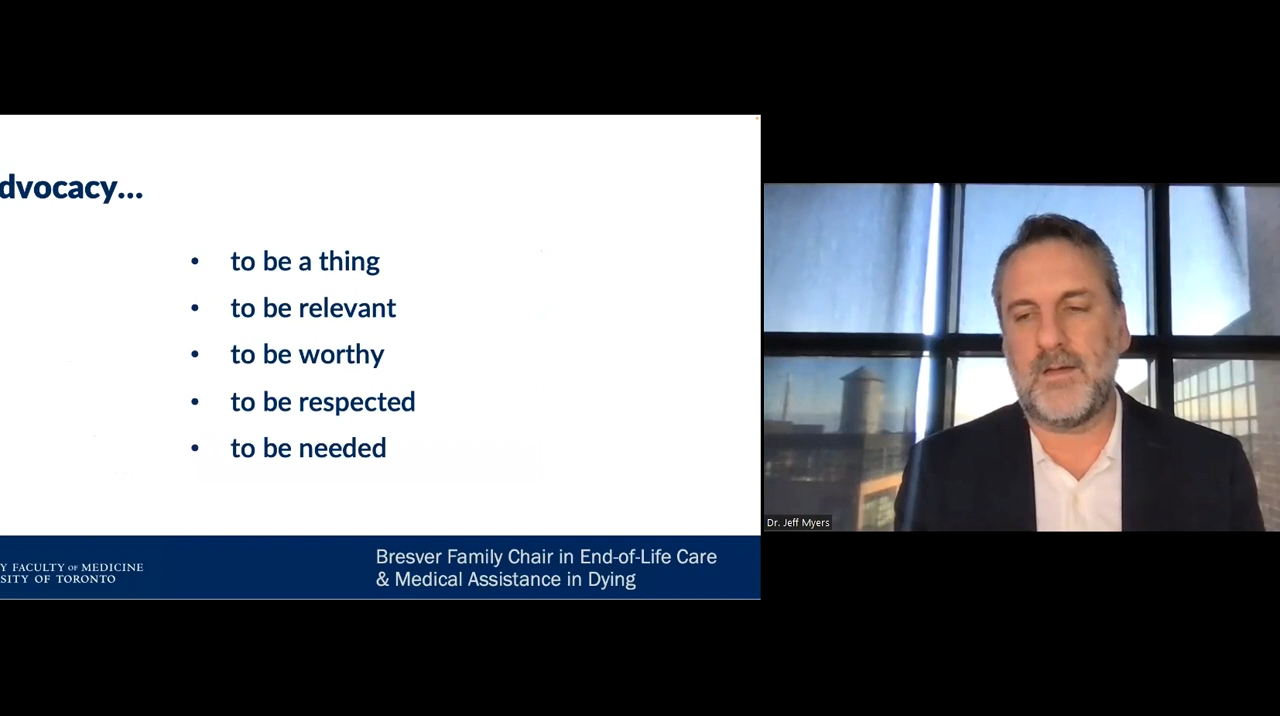 dvocacy...
• to be a thing
• to be relevant
• to be worthy
• to be respected
• to be needed
Y FACULTY OF MEDICINE
SITY OF TORONTO
Bresver Family Chair in End-of-Life Care
& Medical Assistance in Dying
Dr. Jeff Myers